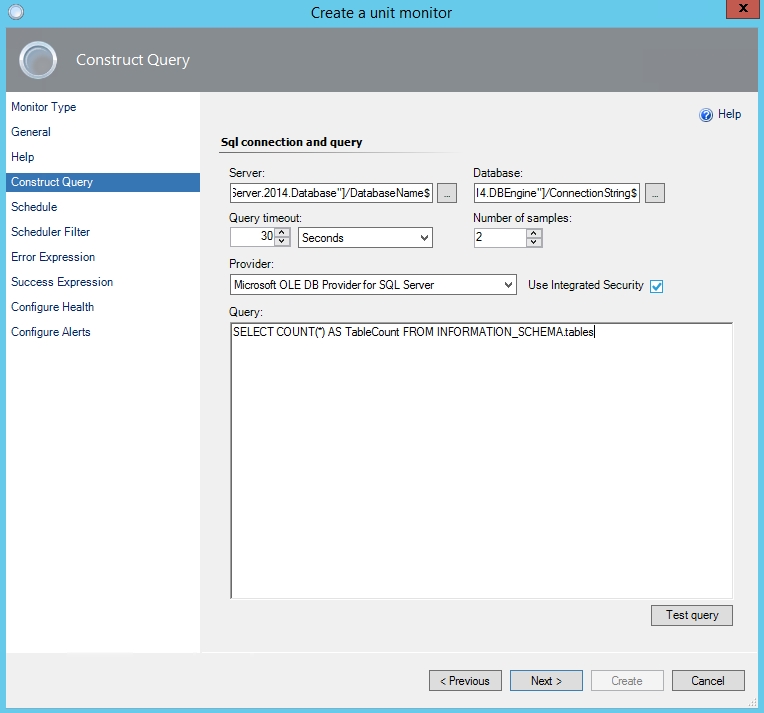 Create a unit monitor
x
Construct Query
Monitor Type
General
Help
Construct Query
Schedule
Scheduler Filter
Error Expression
Success Expression
Configure Health
Configure Alerts
Help
Sql connection and query
Server:
Database:
Server.2014.Database"]/DatabaseName$
...
I4.DBEngine"]/ConnectionString$
...
Query timeout:
Number of samples:
30
Seconds
2
Provider:
Microsoft OLE DB Provider for SQL Server
Use Integrated Security
Query:
SELECT COUNT(*) AS TableCount FROM INFORMATION_SCHEMA.tables
Test query
< Previous
Next >
Create
Cancel